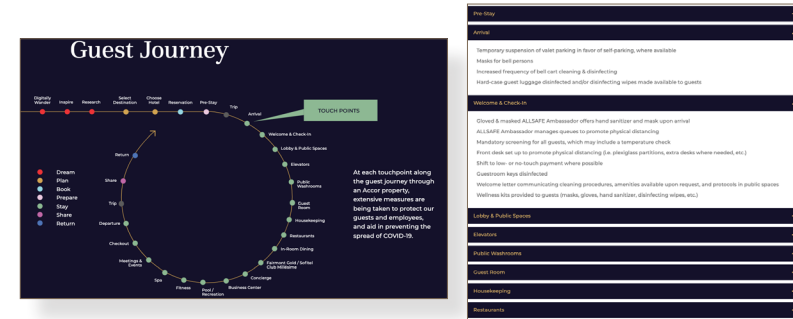 Guest Journey
Digitally
Wander
Inspire
Research
Select
Destination
Choose
Hotel
Reservation
Pre-Stay
Trip
Arrival
TOUCH POINTS
Welcome & Check-In
Lobby & Public Spaces
Elevators
Public
Washrooms
Guest
Room
Housekeeping
Restaurants
In-Room Dining
Fairmont Gold / Sofitel
Club Millesime
Concierge
Business Center
Pool /
Recreation
Fitness
Spa
Meetings &
Events
Checkout
Departure
Trip
Share
Return
Dream
Plan
Book
Prepare
Stay
Share
Return
At each touchpoint along
the guest journey through
an Accor property,
extensive measures are
being taken to protect our
guests and employees,
and aid in preventing the
spread of COVID-19.
Pre-Stay
Arrival
Temporary suspension of valet parking in favor of self-parking, where available
Masks for bell persons
Increased frequency of bell cart cleaning & disinfecting
Hard-case guest luggage disinfected and/or disinfecting wipes made available to guests
Welcome & Check-In
Gloved & masked ALLSAFE Ambassador offers hand sanitizer and mask upon arrival
ALLSAFE Ambassador manages queues to promote physical distancing
Mandatory screening for all guests, which may include a temperature check
Front desk set up to promote physical distancing (i.e. plexiglass partitions, extra desks where needed, etc.)
Shift to low- or no-touch payment where possible
Guestroom keys disinfected
Welcome letter communicating cleaning procedures, amenities available upon request, and protocols in public spaces
Wellness kits provided to guests (masks, gloves, hand sanitizer, disinfecting wipes, etc.)
Lobby & Public Spaces
Elevators
Public Washrooms
Guest Room
Housekeeping
Restaurants